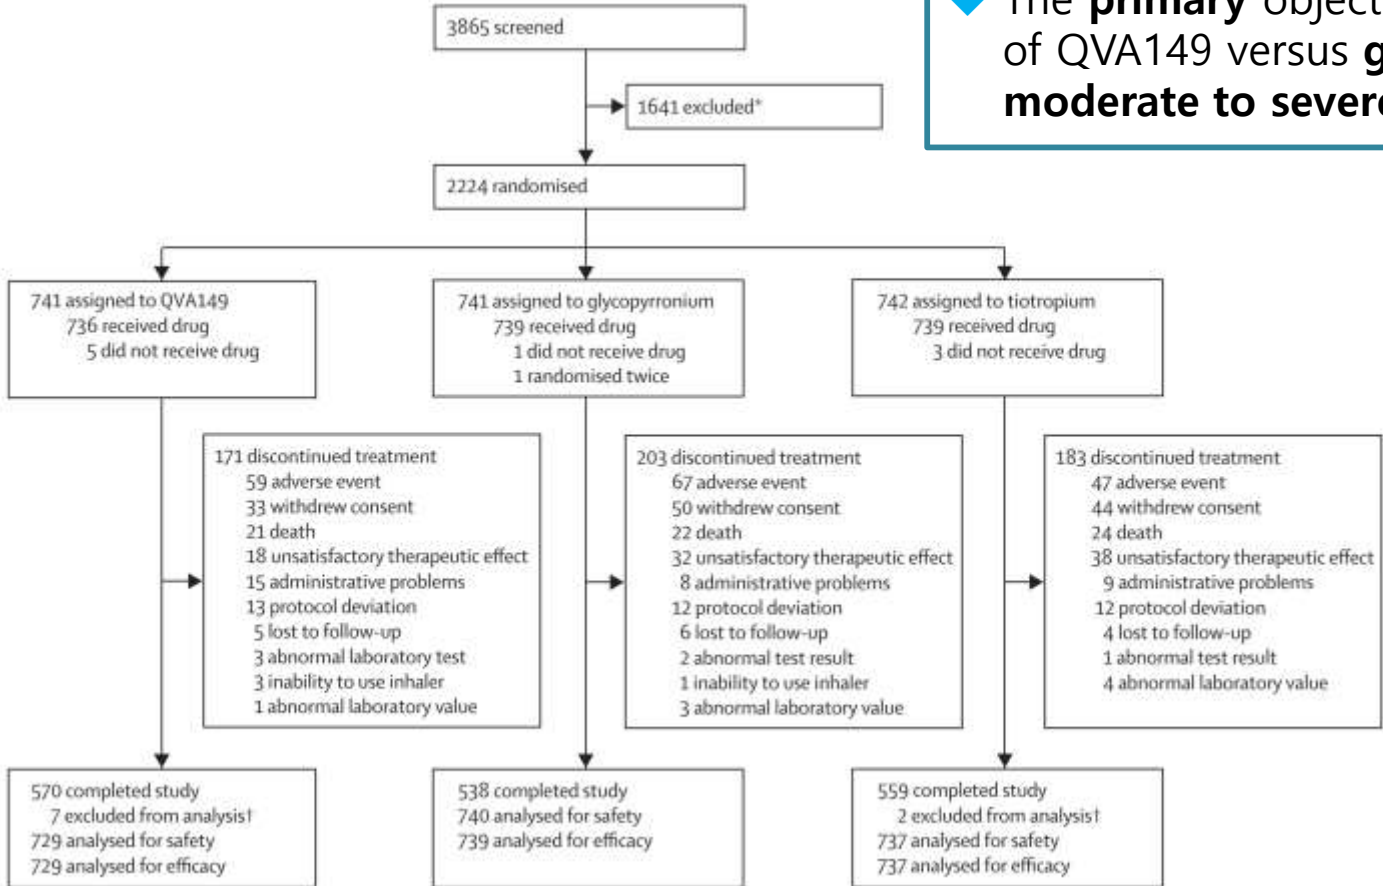 3865 screened
The primary object
of QVA149 versus g
moderate to severe
1641 excluded*
2224 randomised
741 assigned to QVA149
736 received drug
5 did not receive drug
741 assigned to glycopyrronium
739 received drug
1 did not receive drug
1 randomised twice
742 assigned to tiotropium
739 received drug
3 did not receive drug
171 discontinued treatment
59 adverse event
33 withdrew consent
21 death
18 unsatisfactory therapeutic effect
15 administrative problems
13 protocol deviation
5 lost to follow-up
3 abnormal laboratory test
3 inability to use inhaler
1 abnormal laboratory value
203 discontinued treatment
67 adverse event
50 withdrew consent
22 death
32 unsatisfactory therapeutic effect
8 administrative problems
12 protocol deviation
6 lost to follow-up
2 abnormal test result
1 inability to use inhaler
3 abnormal laboratory value
183 discontinued treatment
47 adverse event
44 withdrew consent
24 death
38 unsatisfactory therapeutic effect
9 administrative problems
12 protocol deviation
4 lost to follow-up
1 abnormal test result
4 abnormal laboratory value
570 completed study
7 excluded from analysis†
729 analysed for safety
729 analysed for efficacy
538 completed study
740 analysed for safety
739 analysed for efficacy
559 completed study
2 excluded from analysis†
737 analysed for safety
737 analysed for efficacy